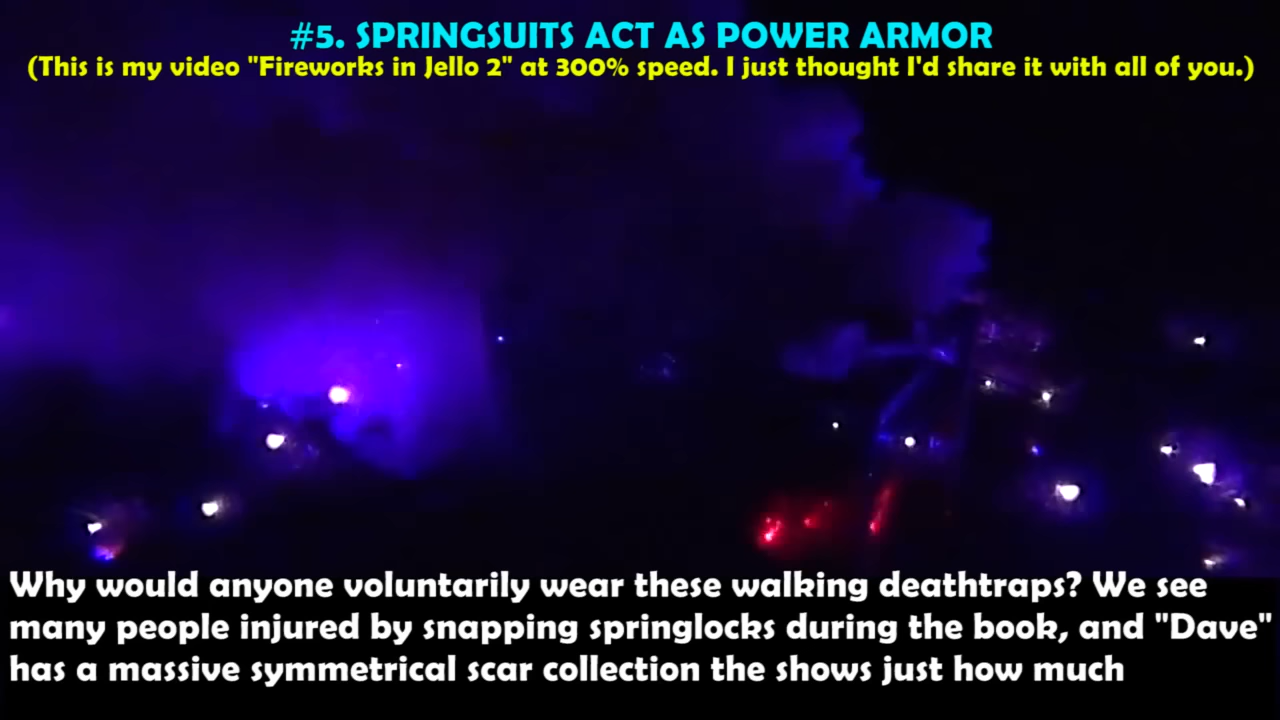 #5. SPRINGSUITS ACT AS POWER ARMOR
(This is my video "Fireworks in Jello 2" at 300% speed. I just thought I'd share it with all of you.)
Why would anyone voluntarily wear these walking deathtraps? We see
many people injured by snapping springlocks during the book, and "Dave"
has a massive symmetrical scar collection the shows just how much